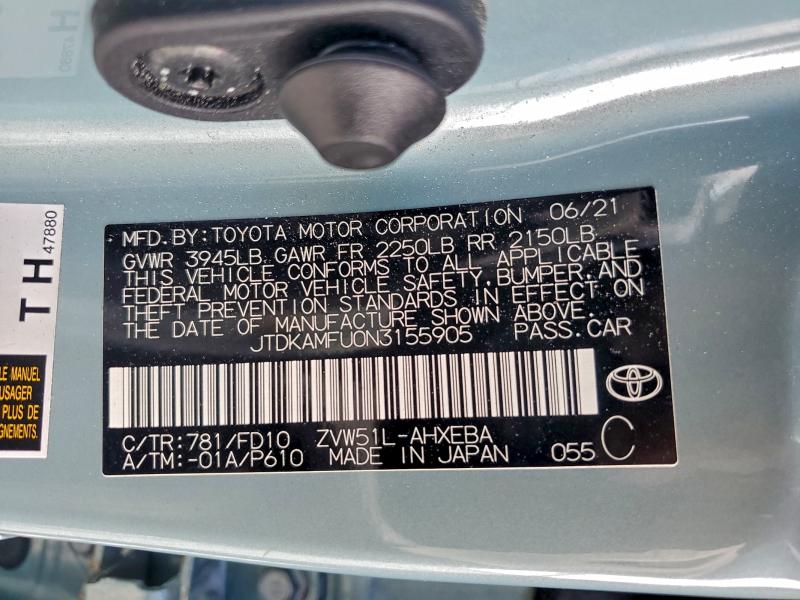 MFD. BY: TOYOTA MOTOR CORPORATION 06/21
GVWR 3945LB GAWR FR 2250LB RR 2150LB
THIS VEHICLE CONFORMS TO ALL APPLICABLE
FEDERAL MOTOR VEHICLE SAFETY, BUMPER, AND
THEFT PREVENTION STANDARDS IN EFFECT ON
THE DATE OF MANUFACTURE SHOWN ABOVE.
JTDKAMFU0N3155905 PASS. CAR
C/TR: 781/FD10 ZVW51L-AHXEBA
A/TM: -01A/P610 MADE IN JAPAN 055 C
TH
47880
LE MANUEL
USAGER
PLUS DE
GNEMENTS.